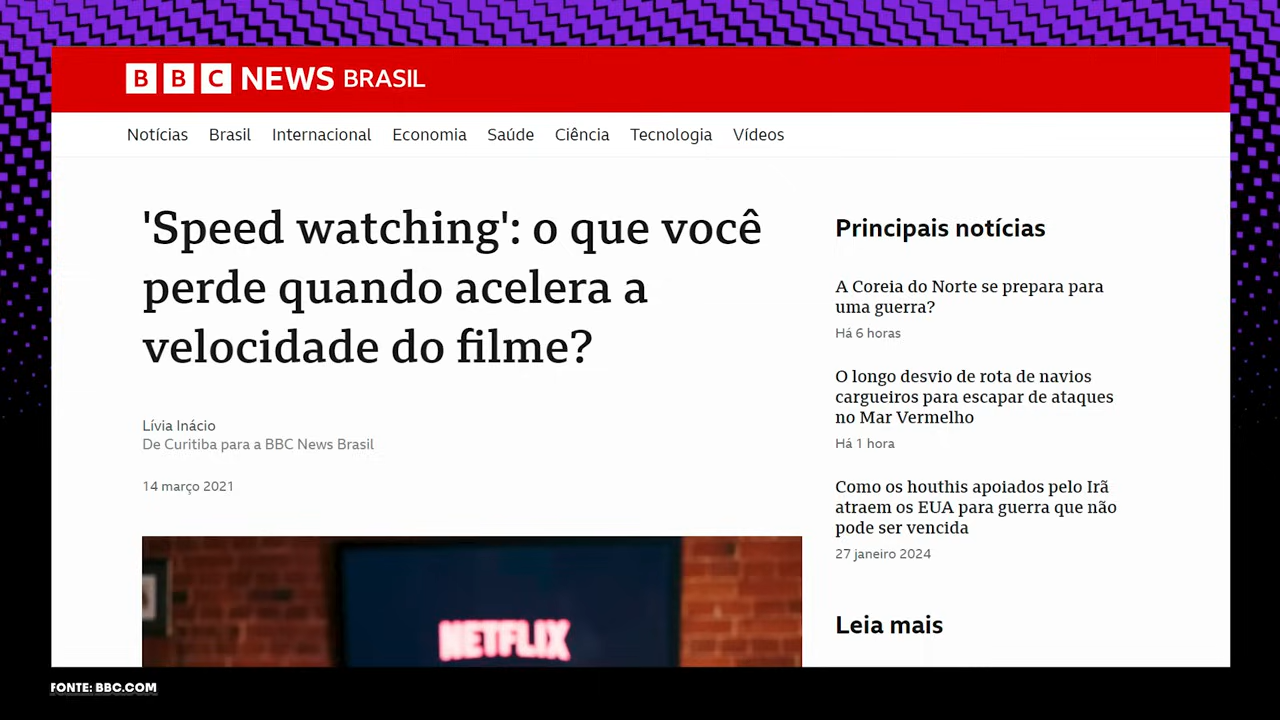 BBC NEWS BRASIL
Notícias Brasil Internacional Economia Saúde Ciência Tecnologia Vídeos
'Speed watching': o que você
perde quando acelera a
velocidade do filme?
Lívia Inácio
De Curitiba para a BBC News Brasil
14 março 2021
NETFLIX
Principais notícias
A Coreia do Norte se prepara para
uma guerra?
Há 6 horas
O longo desvio de rota de navios
cargueiros para escapar de ataques
no Mar Vermelho
Há 1 hora
Como os houthis apoiados pelo Irã
atraem os EUA para guerra que não
pode ser vencida
27 janeiro 2024
Leia mais
FONTE: BBC.COM